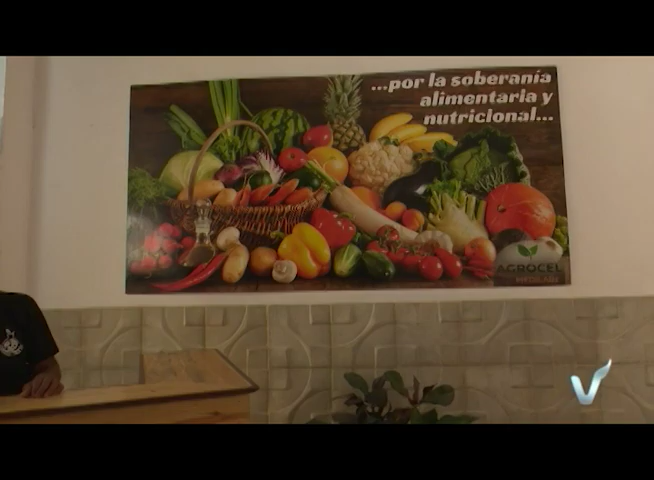 ...por la soberanía
alimentaria y
nutricional...
AGROCEL